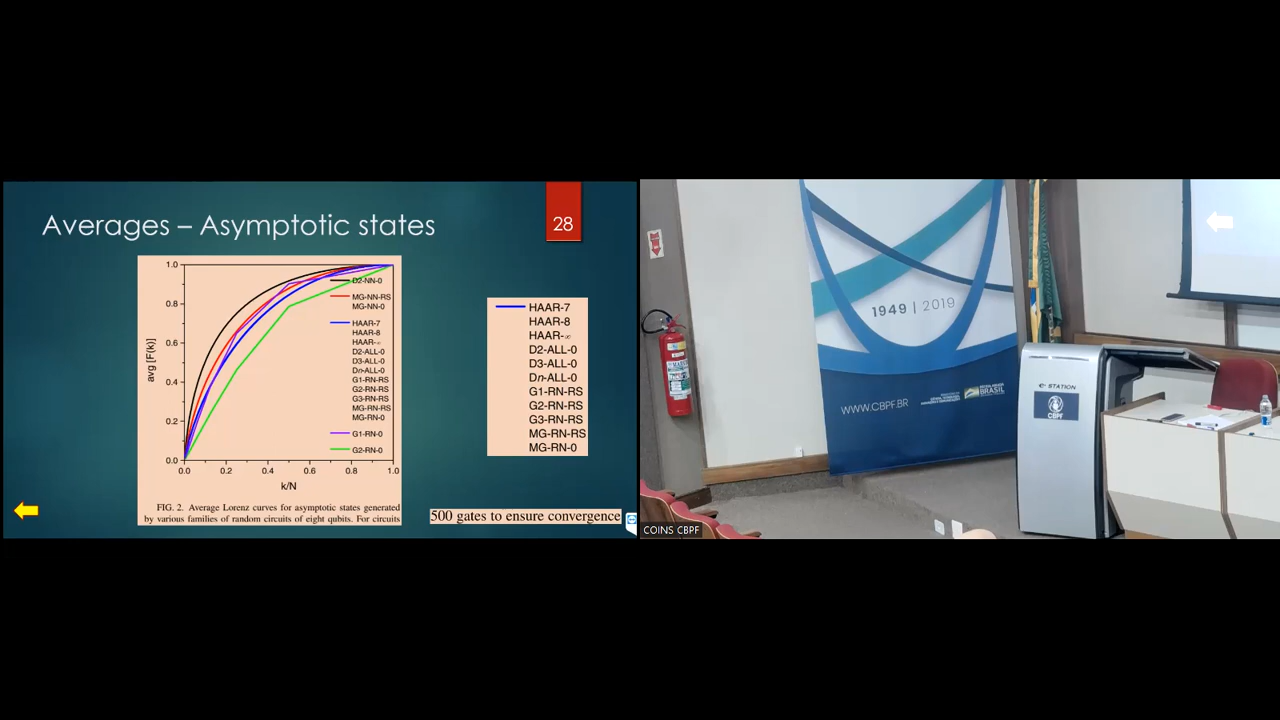 Averages – Asymptotic states
28
avg [F(k)]
1.0
0.8
0.6
0.4
0.2
0.0
0.0 0.2 0.4 0.6 0.8 1.0
k/N
D2-NN-0
MG-NN-RS
MG-NN-0
HAAR-7
HAAR-8
HAAR-∞
D2-ALL-0
D3-ALL-0
Dn-ALL-0
G1-RN-RS
G2-RN-RS
G3-RN-RS
MG-RN-RS
MG-RN-0
G1-RN-0
G2-RN-0
FIG. 2. Average Lorenz curves for asymptotic states generated
by various families of random circuits of eight qubits. For circuits
HAAR-7
HAAR-8
HAAR-∞
D2-ALL-0
D3-ALL-0
Dn-ALL-0
G1-RN-RS
G2-RN-RS
G3-RN-RS
MG-RN-RS
MG-RN-0
500 gates to ensure convergence
1949 | 2019
WWW.CBPF.BR
BRASIL
STATION
CBPF
COINS CBPF